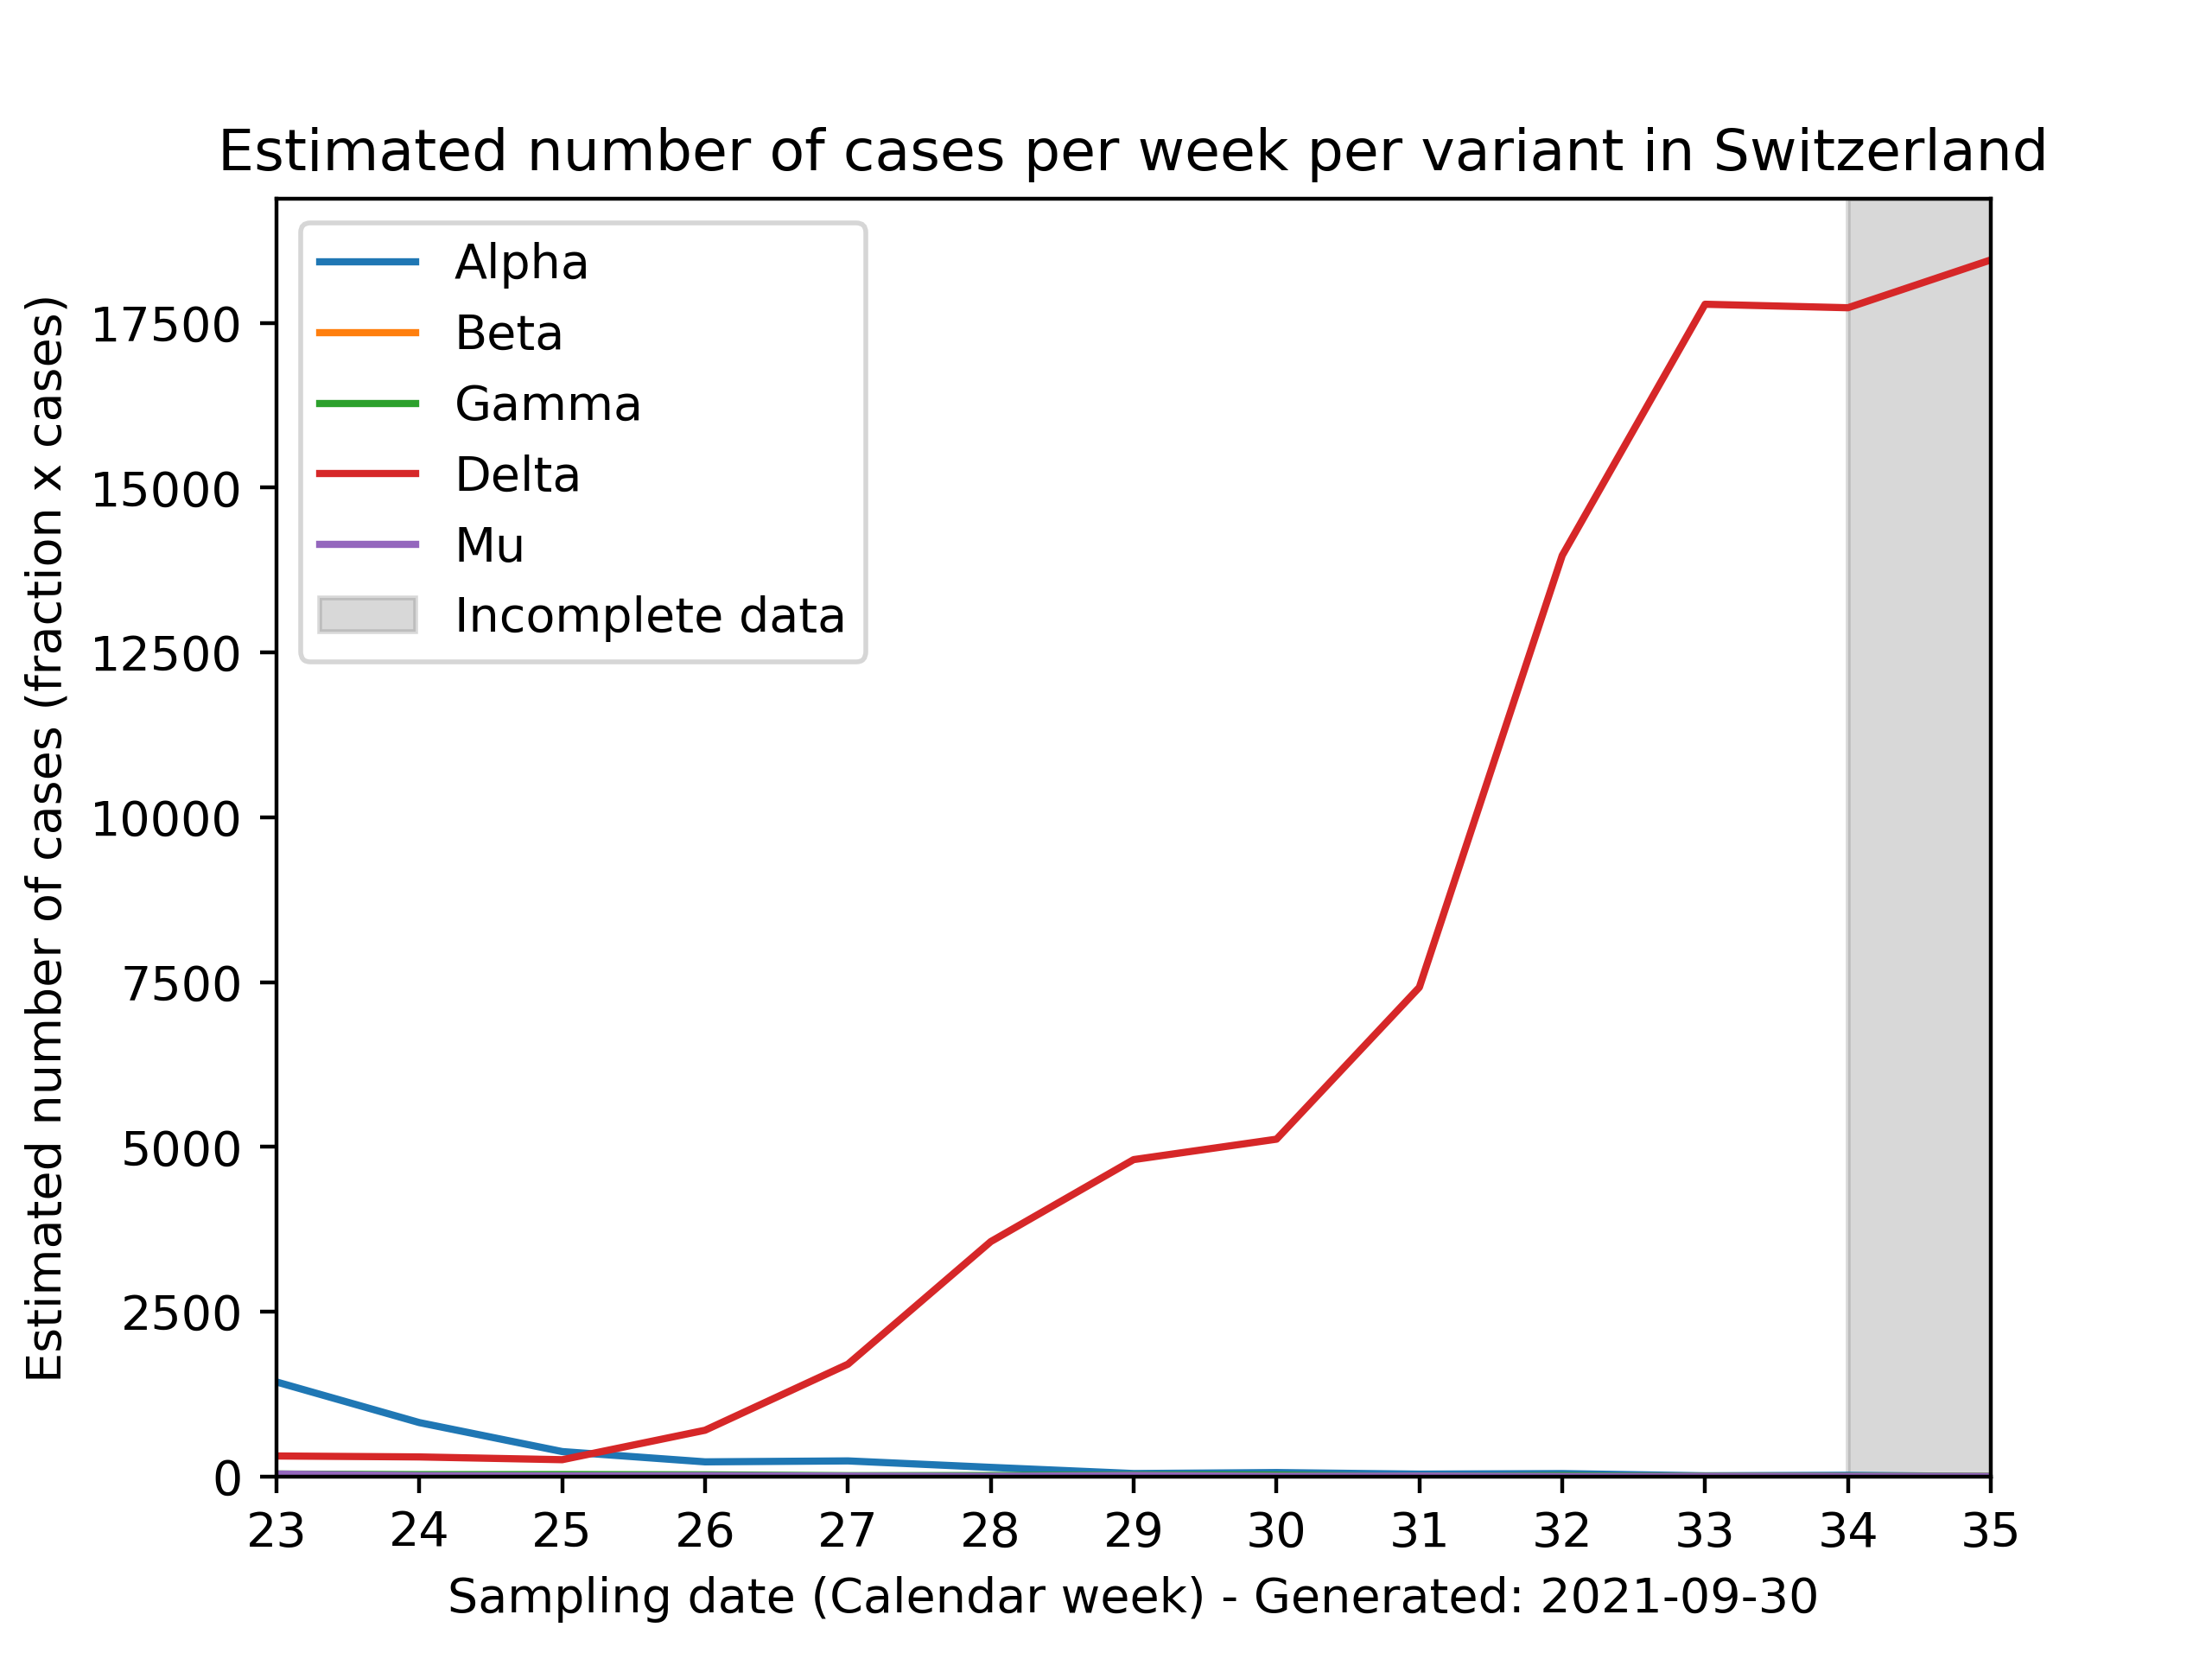 Estimated number of cases per week per variant in Switzerland
Estimated number of cases (fraction x cases)
17500
15000
12500
10000
7500
5000
2500
0
Alpha
Beta
Gamma
Delta
Mu
Incomplete data
23 24 25 26 27 28 29 30 31 32 33 34 35
Sampling date (Calendar week) - Generated: 2021-09-30